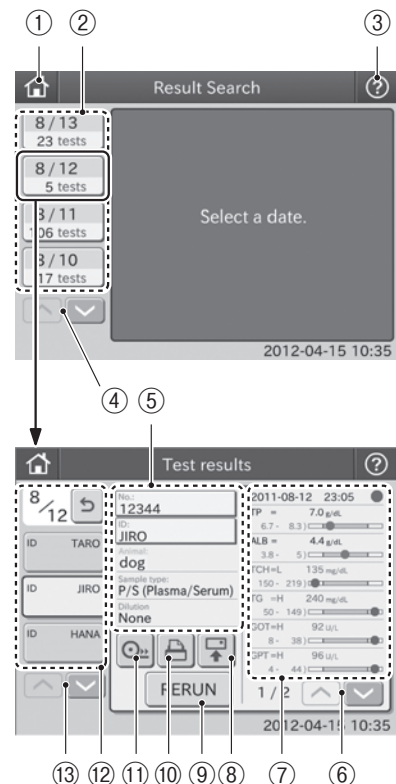 ① ② ③
Result Search ?
8/13
23 tests
8/12
5 tests
8/11
106 tests
8/10
17 tests
Select a date.
2012-04-15 10:35
④ ⑤
Test results ?
8/12
ID TARO
ID JIRO
ID HANA
No.:
12344
ID:
JIRO
Animal:
dog
Sample type:
P/S (Plasma/Serum)
Dilution
None
RERUN
2011-08-12 23:05
TP = 7.0 g/dL
6.7 - 8.3)
ALB = 4.4 g/dL
3.8 - 5)
TCH=L 135 mg/dL
150 - 219)
TG =H 240 mg/dL
50 - 149)
GOT=H 92 U/L
8 - 38)
GPT=H 96 U/L
4 - 44)
1 / 2
2012-04-15 10:35
⑬ ⑫ ⑪ ⑩ ⑨ ⑧ ⑦ ⑥